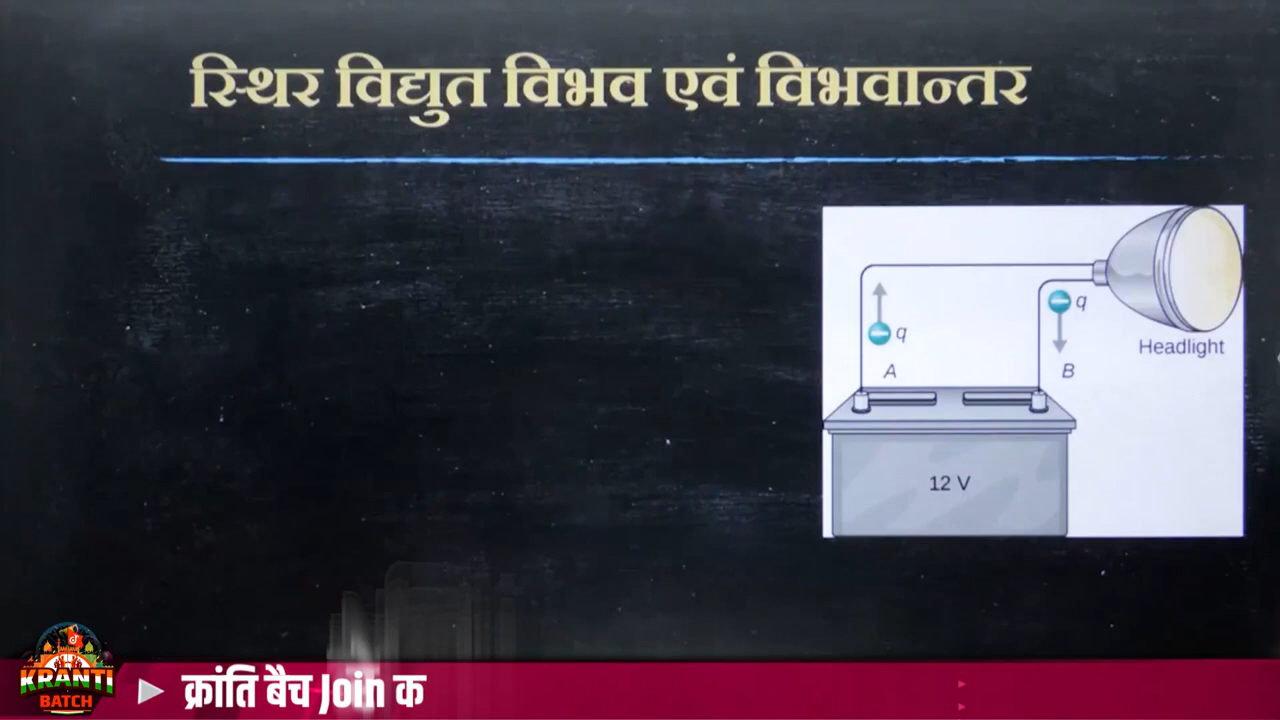 स्थिर विद्युत विभव एवं विभवान्तर
q
q
Headlight
A
B
12 V
KRANTI
BATCH
क्रांति बैच Join क